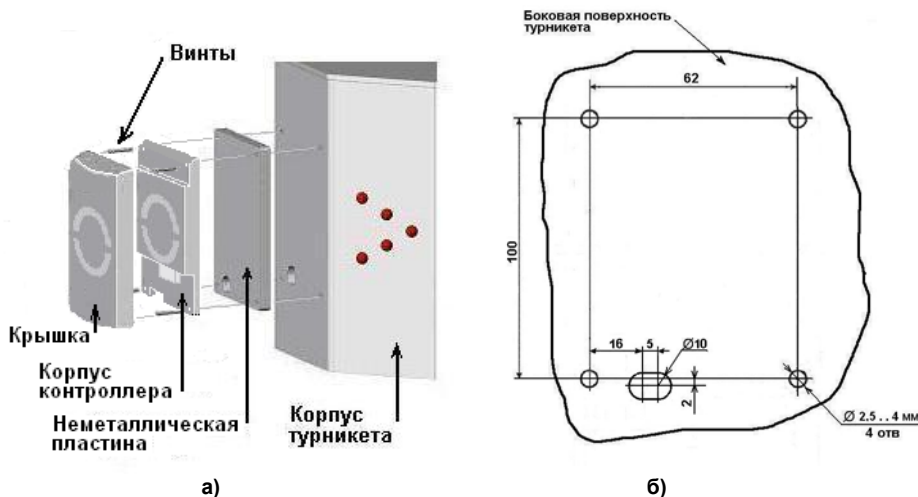 Винты
Крышка
Корпус
контроллера
Неметаллическая
пластина
Корпус
турникета
а)
Боковая поверхность
турникета
62
100
16
5
Ø10
2
Ø 2.5 . . 4 мм
4 отв
б)